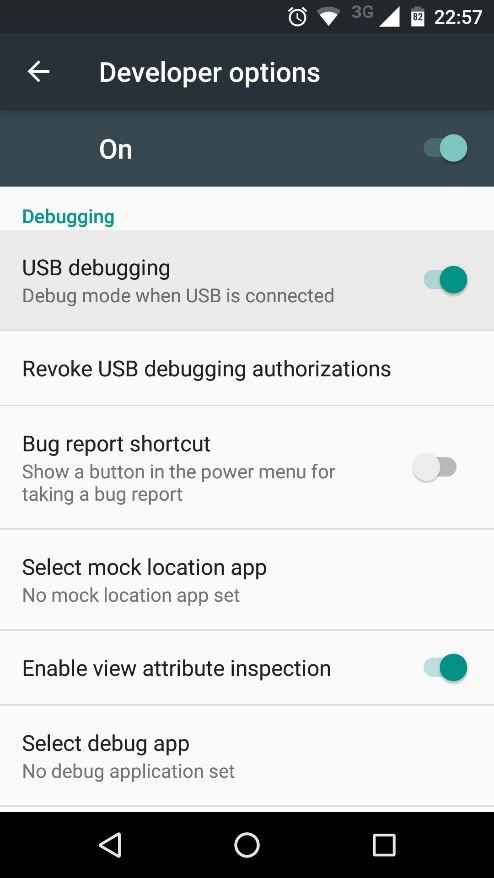 3G 82 22:57
Developer options
On
Debugging
USB debugging
Debug mode when USB is connected
Revoke USB debugging authorizations
Bug report shortcut
Show a button in the power menu for
taking a bug report
Select mock location app
No mock location app set
Enable view attribute inspection
Select debug app
No debug application set